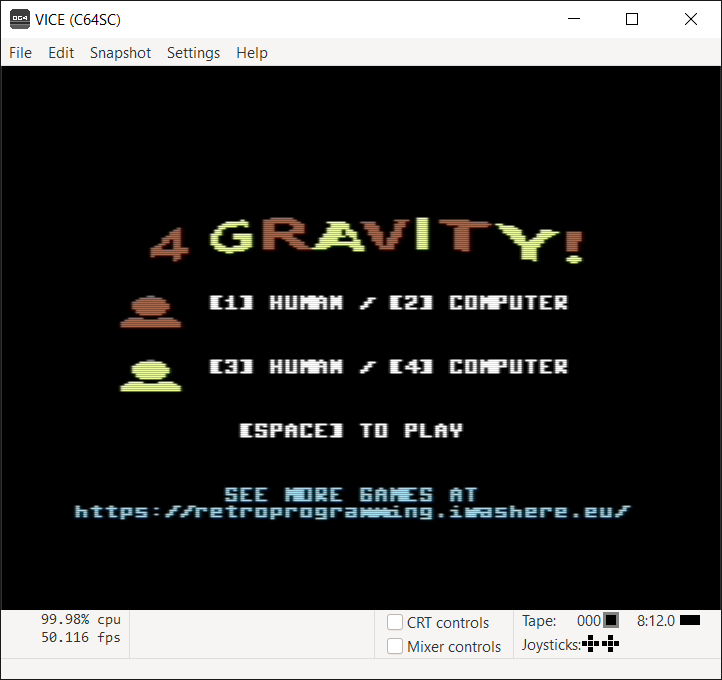 VICE (C64SC)
File Edit Snapshot Settings Help
4 GRAVITY!
[1] HUMAN / [2] COMPUTER
[3] HUMAN / [4] COMPUTER
[SPACE] TO PLAY
SEE MORE GAMES AT
https://retroprogramming.iwashere.eu/
99.98% cpu
50.116 fps
CRT controls
Mixer controls
Tape: 000 8:12.0
Joysticks: